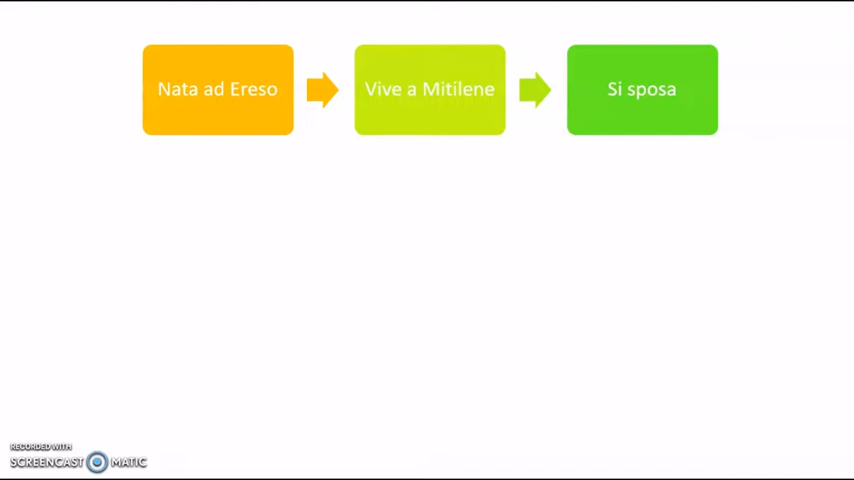 Nata ad Ereso
Vive a Mitilene
Si sposa
RECORDED WITH
SCREENCAST MATIC